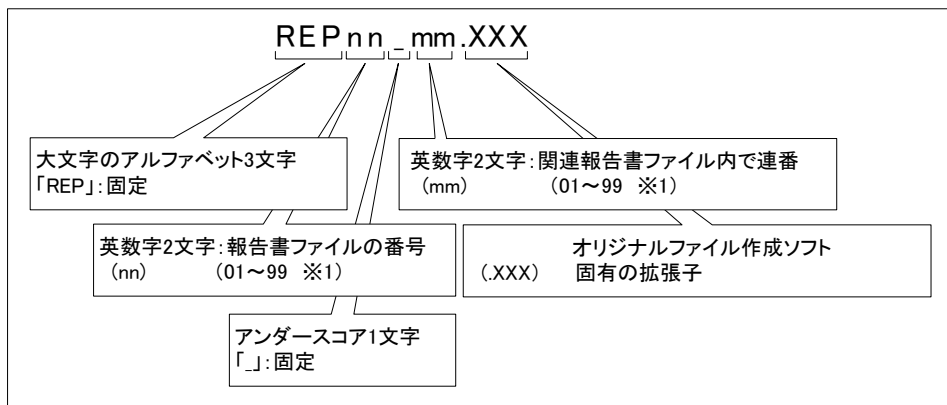 REPnn_mm.XXX
大文字のアルファベット3文字
「REP」:固定
英数字2文字:関連報告書ファイル内で連番
(mm) (01～99 ※1)
英数字2文字:報告書ファイルの番号
(nn) (01～99 ※1)
オリジナルファイル作成ソフト
(.XXX) 固有の拡張子
アンダースコア1文字
「_」:固定